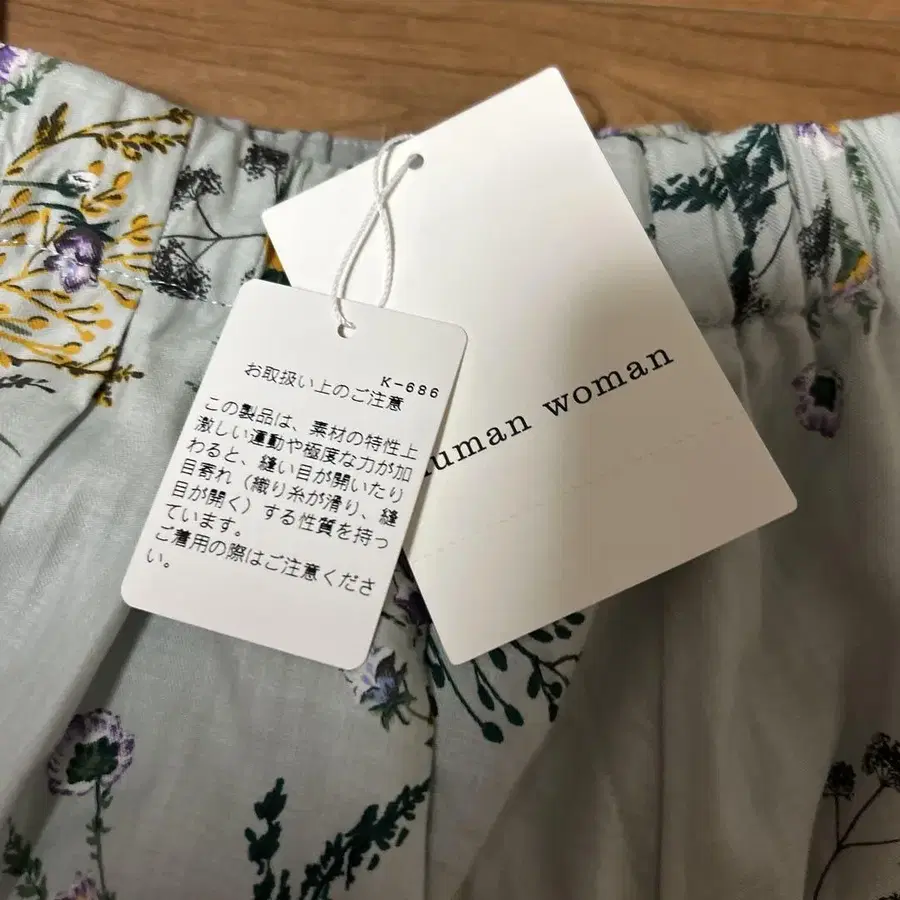 K-686
お取扱い上のご注意
この製品は、素材の特性上
激しい運動や極度な力が加
わると、縫い目が開いたり
目寄れ（織り糸が滑り、縫
目が開く）する性質を持っ
ています。
ご着用の際はご注意くださ
い。
human woman